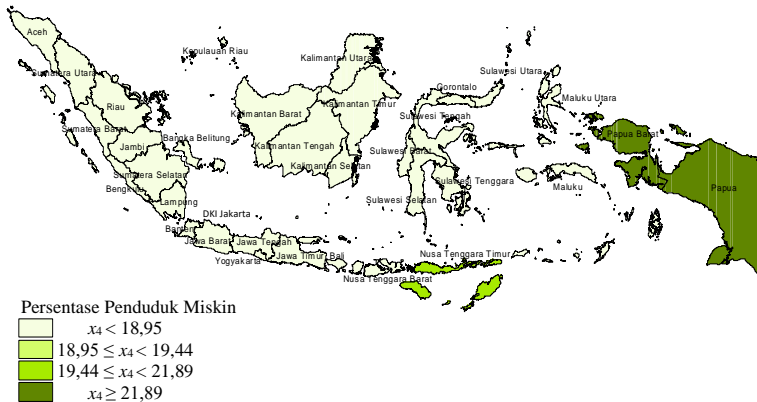 Aceh
Kepulauan Riau
Kalimantan Utara
Sumatera Utara
Sulawesi Utara
Gorontalo
Maluku Utara
Riau
Kalimantan Timur
Kalimantan Barat
Sulawesi Tengah
Sumatera Barat
Bangka Belitung
Papua Barat
Jambi
Kalimantan Tengah
Sulawesi Barat
Kalimantan Selatan
Sumatera Selatan
Sulawesi Tenggara
Maluku
Papua
Bengkulu
Lampung
Sulawesi Selatan
DKI Jakarta
Banten
Jawa Barat
Jawa Tengah
Yogyakarta
Jawa Timur
Bali
Nusa Tenggara Timur
Nusa Tenggara Barat
Persentase Penduduk Miskin
x4 < 18,95
18,95 ≤ x4 < 19,44
19,44 ≤ x4 < 21,89
x4 ≥ 21,89